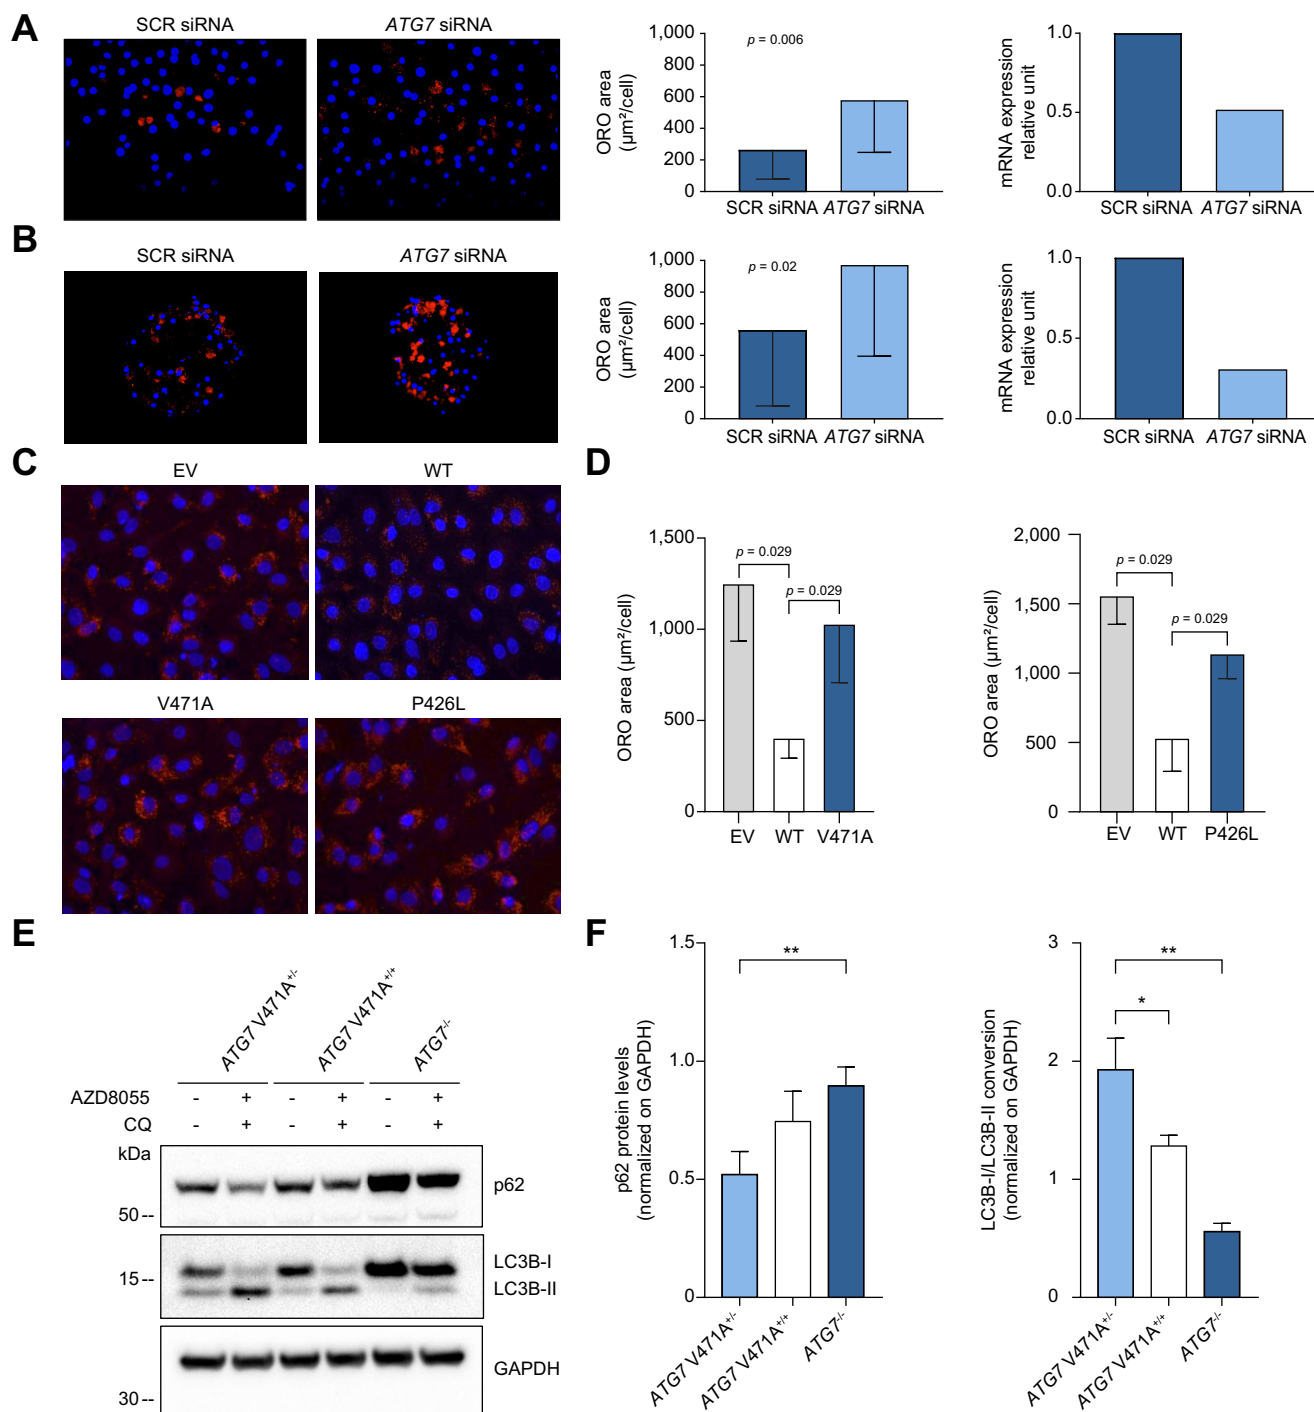 A
SCR siRNA
ATG7 siRNA
ORO area
(µm²/cell)
1,000
800
600
400
200
0
p = 0.006
SCR siRNA ATG7 siRNA
mRNA expression
relative unit
1.0
0.5
0.0
SCR siRNA ATG7 siRNA
B
SCR siRNA
ATG7 siRNA
ORO area
(µm²/cell)
1,000
800
600
400
200
0
p = 0.02
SCR siRNA ATG7 siRNA
mRNA expression
relative unit
1.0
0.5
0.0
SCR siRNA ATG7 siRNA
C
EV
WT
V471A
P426L
D
ORO area (µm²/cell)
1,500
1,000
500
0
p = 0.029
p = 0.029
EV WT V471A
ORO area (µm²/cell)
2,000
1,500
1,000
500
0
p = 0.029
p = 0.029
EV WT P426L
E
ATG7 V471A+/-
ATG7 V471A+/+
ATG7-/-
AZD8055 - + - + - +
CQ - + - + - +
kDa
p62
50 --
LC3B-I
15 --
LC3B-II
GAPDH
30 --
F
p62 protein levels
(normalized on GAPDH)
1.5
1.0
0.5
0
**
ATG7 V471A+/-
ATG7 V471A+/+
ATG7-/-
LC3B-I/LC3B-II conversion
(normalized on GAPDH)
3
2
1
0
**
*
ATG7 V471A+/-
ATG7 V471A+/+
ATG7-/-